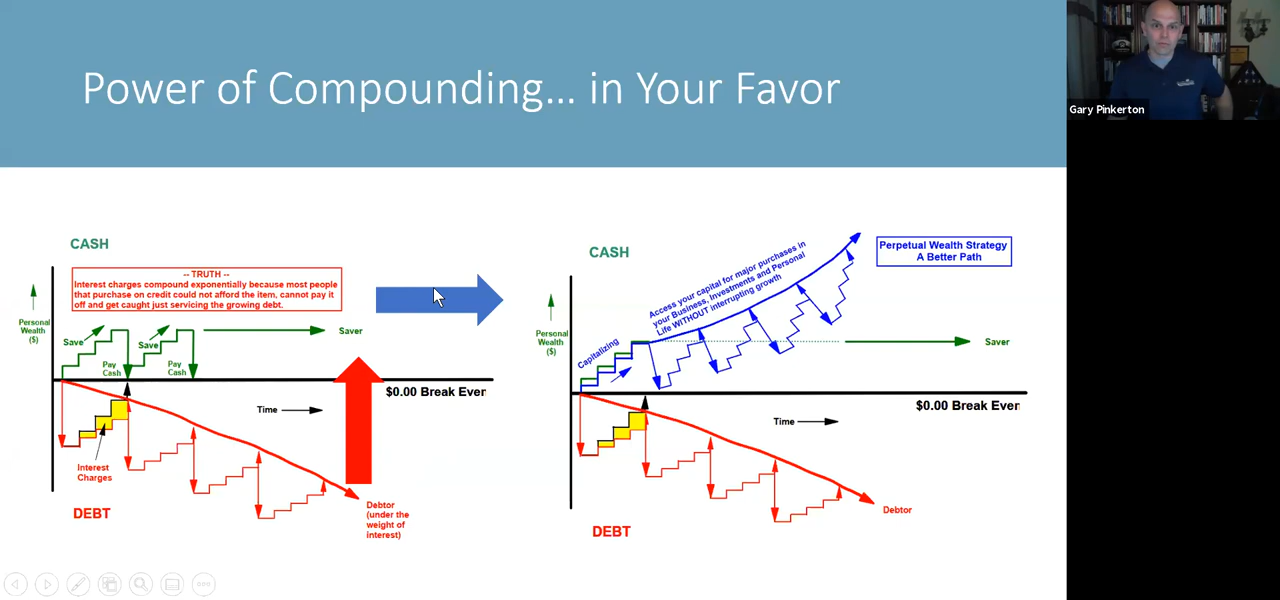 Power of Compounding... in Your Favor
Gary Pinkerton
CASH
-- TRUTH --
Interest charges compound exponentially because most people
that purchase on credit could not afford the item, cannot pay it
off and get caught just servicing the growing debt.
Personal
Wealth
($)
Save
Save
Pay
Cash
Pay
Cash
Saver
$0.00 Break Even
Time
Interest
Charges
Debtor
(under the
weight of
interest)
DEBT
CASH
Perpetual Wealth Strategy
A Better Path
Access your capital for major purchases in
your Business, Investments and Personal
Life WITHOUT interrupting growth
Capitalizing
Personal
Wealth
($)
Saver
$0.00 Break Even
Time
Debtor
DEBT